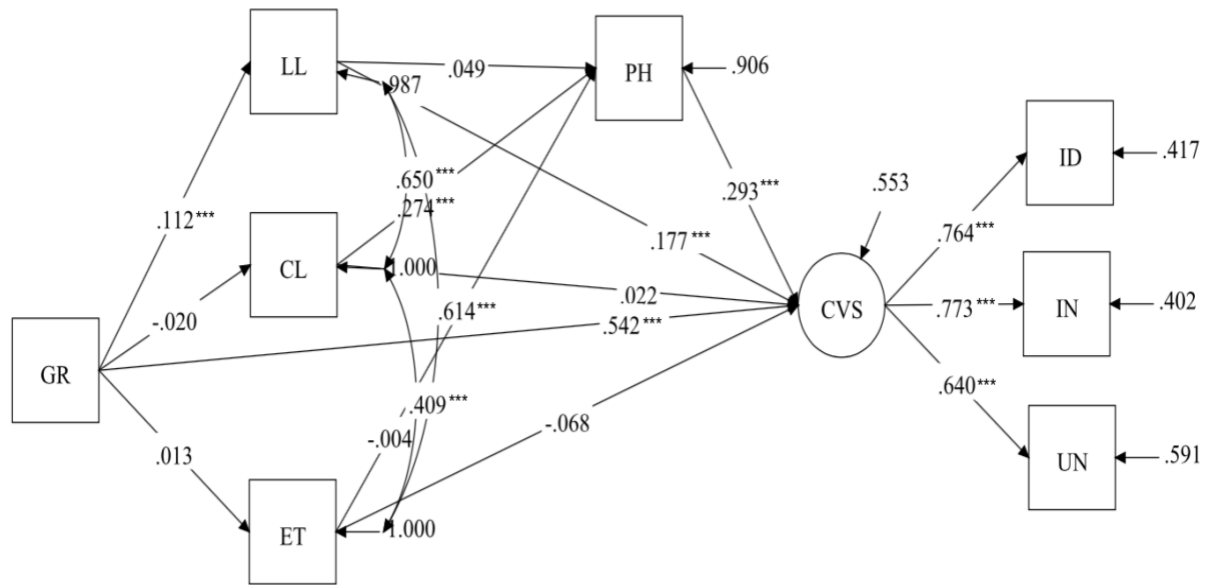 LL
.049
PH
.906
.987
ID
.417
.650***
.293***
.553
.764***
.112***
.274***
.177***
CL
1.000
.022
CVS
.773***
IN
.402
-.020
.614***
.542***
GR
.640***
.409***
-.068
-.004
.013
UN
.591
ET
1.000